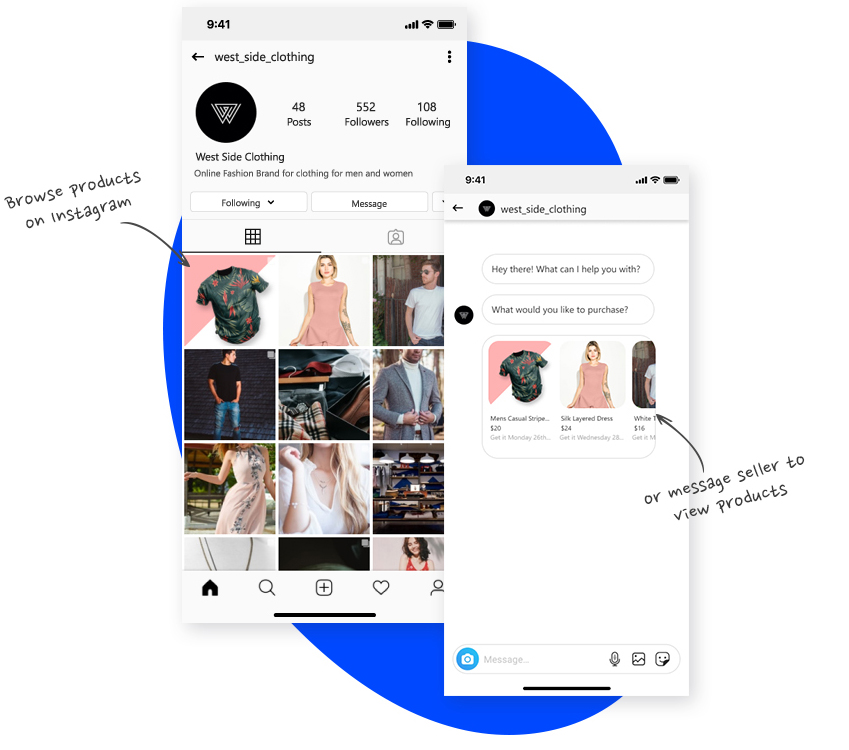 9:41
west_side_clothing
48
552
108
Posts
Followers
Following
West Side Clothing
Online Fashion Brand for clothing for men and women
Following
Message
Browse products
on Instagram
9:41
west_side_clothing
Hey there! What can I help you with?
What would you like to purchase?
Mens Casual Stripe...
Silk Layered Dress
White T
$20
$24
$16
Get it Monday 26th...
Get it Wednesday 28...
Get it M
or message seller to
view products
Message...